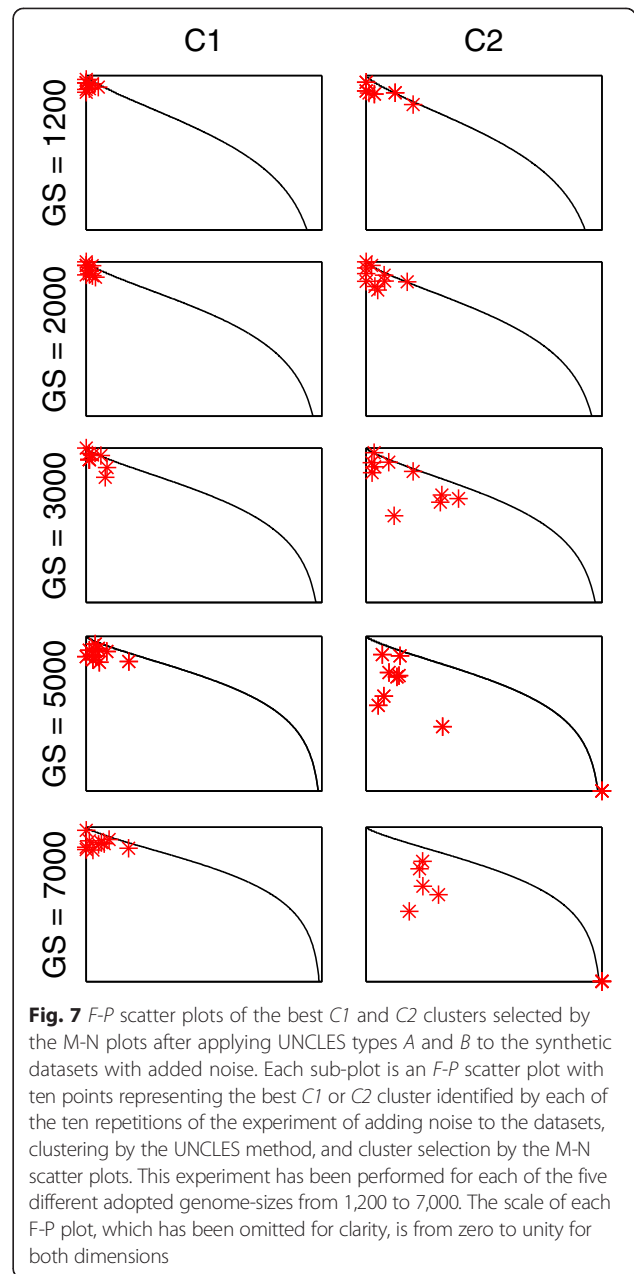 C1 C2
GS = 1200
GS = 2000
GS = 3000
GS = 5000
GS = 7000
Fig. 7 F-P scatter plots of the best C1 and C2 clusters selected by
the M-N plots after applying UNCLES types A and B to the synthetic
datasets with added noise. Each sub-plot is an F-P scatter plot with
ten points representing the best C1 or C2 cluster identified by each of
the ten repetitions of the experiment of adding noise to the datasets,
clustering by the UNCLES method, and cluster selection by the M-N
scatter plots. This experiment has been performed for each of the five
different adopted genome-sizes from 1,200 to 7,000. The scale of each
F-P plot, which has been omitted for clarity, is from zero to unity for
both dimensions